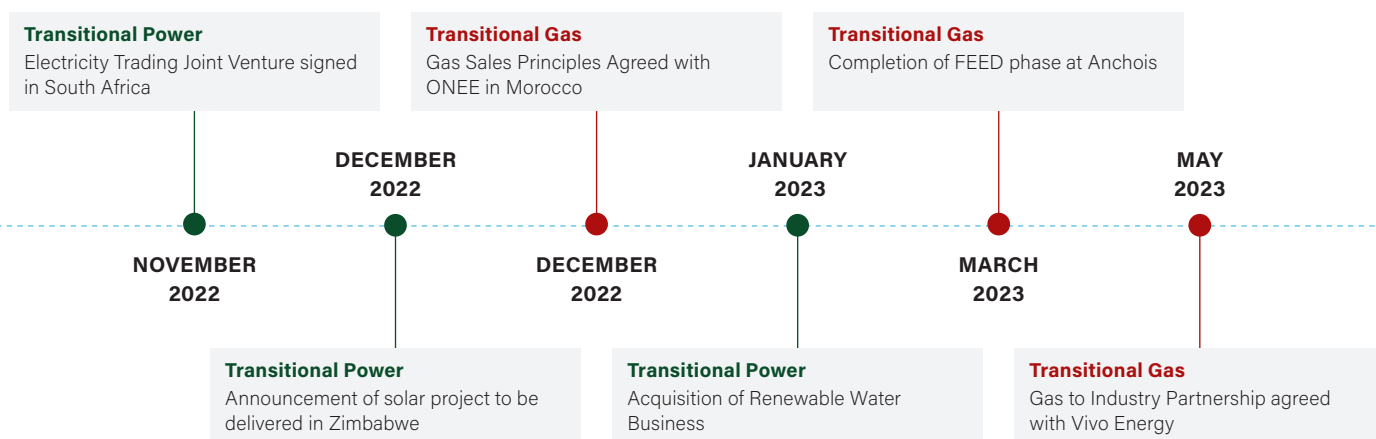 Transitional Power
Electricity Trading Joint Venture signed
in South Africa
Transitional Gas
Gas Sales Principles Agreed with
ONEE in Morocco
Transitional Gas
Completion of FEED phase at Anchois
DECEMBER
2022
JANUARY
2023
MAY
2023
NOVEMBER
2022
DECEMBER
2022
MARCH
2023
Transitional Power
Announcement of solar project to be
delivered in Zimbabwe
Transitional Power
Acquisition of Renewable Water
Business
Transitional Gas
Gas to Industry Partnership agreed
with Vivo Energy